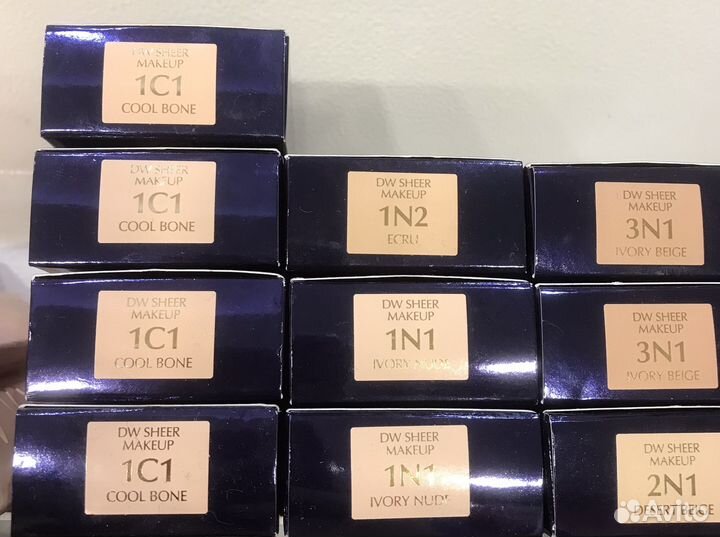 DW SHEER
MAKEUP
1C1
COOL BONE
DW SHEER
MAKEUP
1C1
COOL BONE
DW SHEER
MAKEUP
1N2
ECRU
DW SHEER
MAKEUP
3N1
IVORY BEIGE
DW SHEER
MAKEUP
1C1
COOL BONE
DW SHEER
MAKEUP
1N1
IVORY NUDE
DW SHEER
MAKEUP
3N1
IVORY BEIGE
DW SHEER
MAKEUP
1C1
COOL BONE
DW SHEER
MAKEUP
1N1
IVORY NUDE
DW SHEER
MAKEUP
2N1
DESERT BEIGE
Avito